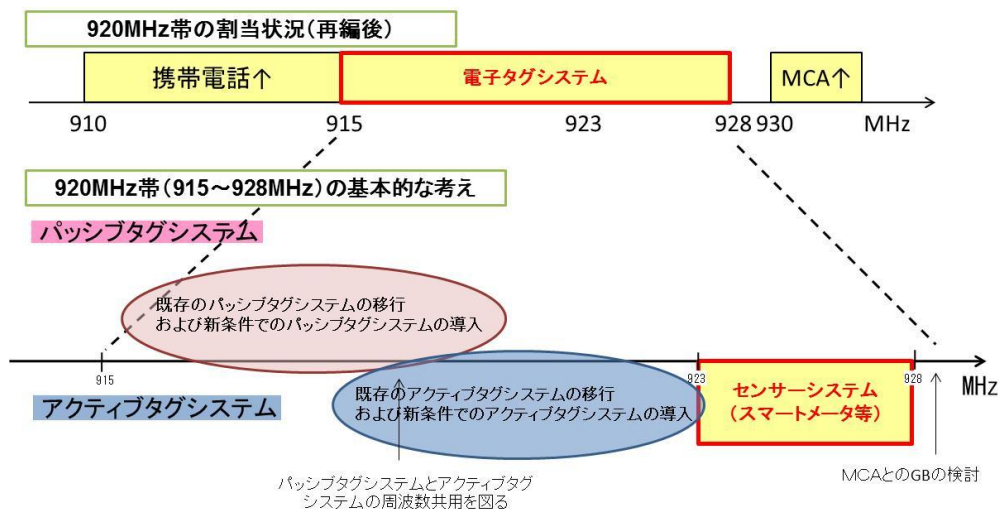 920MHz帯の割当状況(再編後)
携帯電話↑
電子タグシステム
MCA↑
910
915
923
928
930
MHz
920MHz帯(915～928MHz)の基本的な考え
パッシブタグシステム
既存のパッシブタグシステムの移行
および新条件でのパッシブタグシステムの導入
915
923
928
MHz
アクティブタグシステム
既存のアクティブタグシステムの移行
および新条件でのアクティブタグシステムの導入
センサーシステム
(スマートメータ等)
パッシブタグシステムとアクティブタグ
システムの周波数共用を図る
MCAとのGBの検討